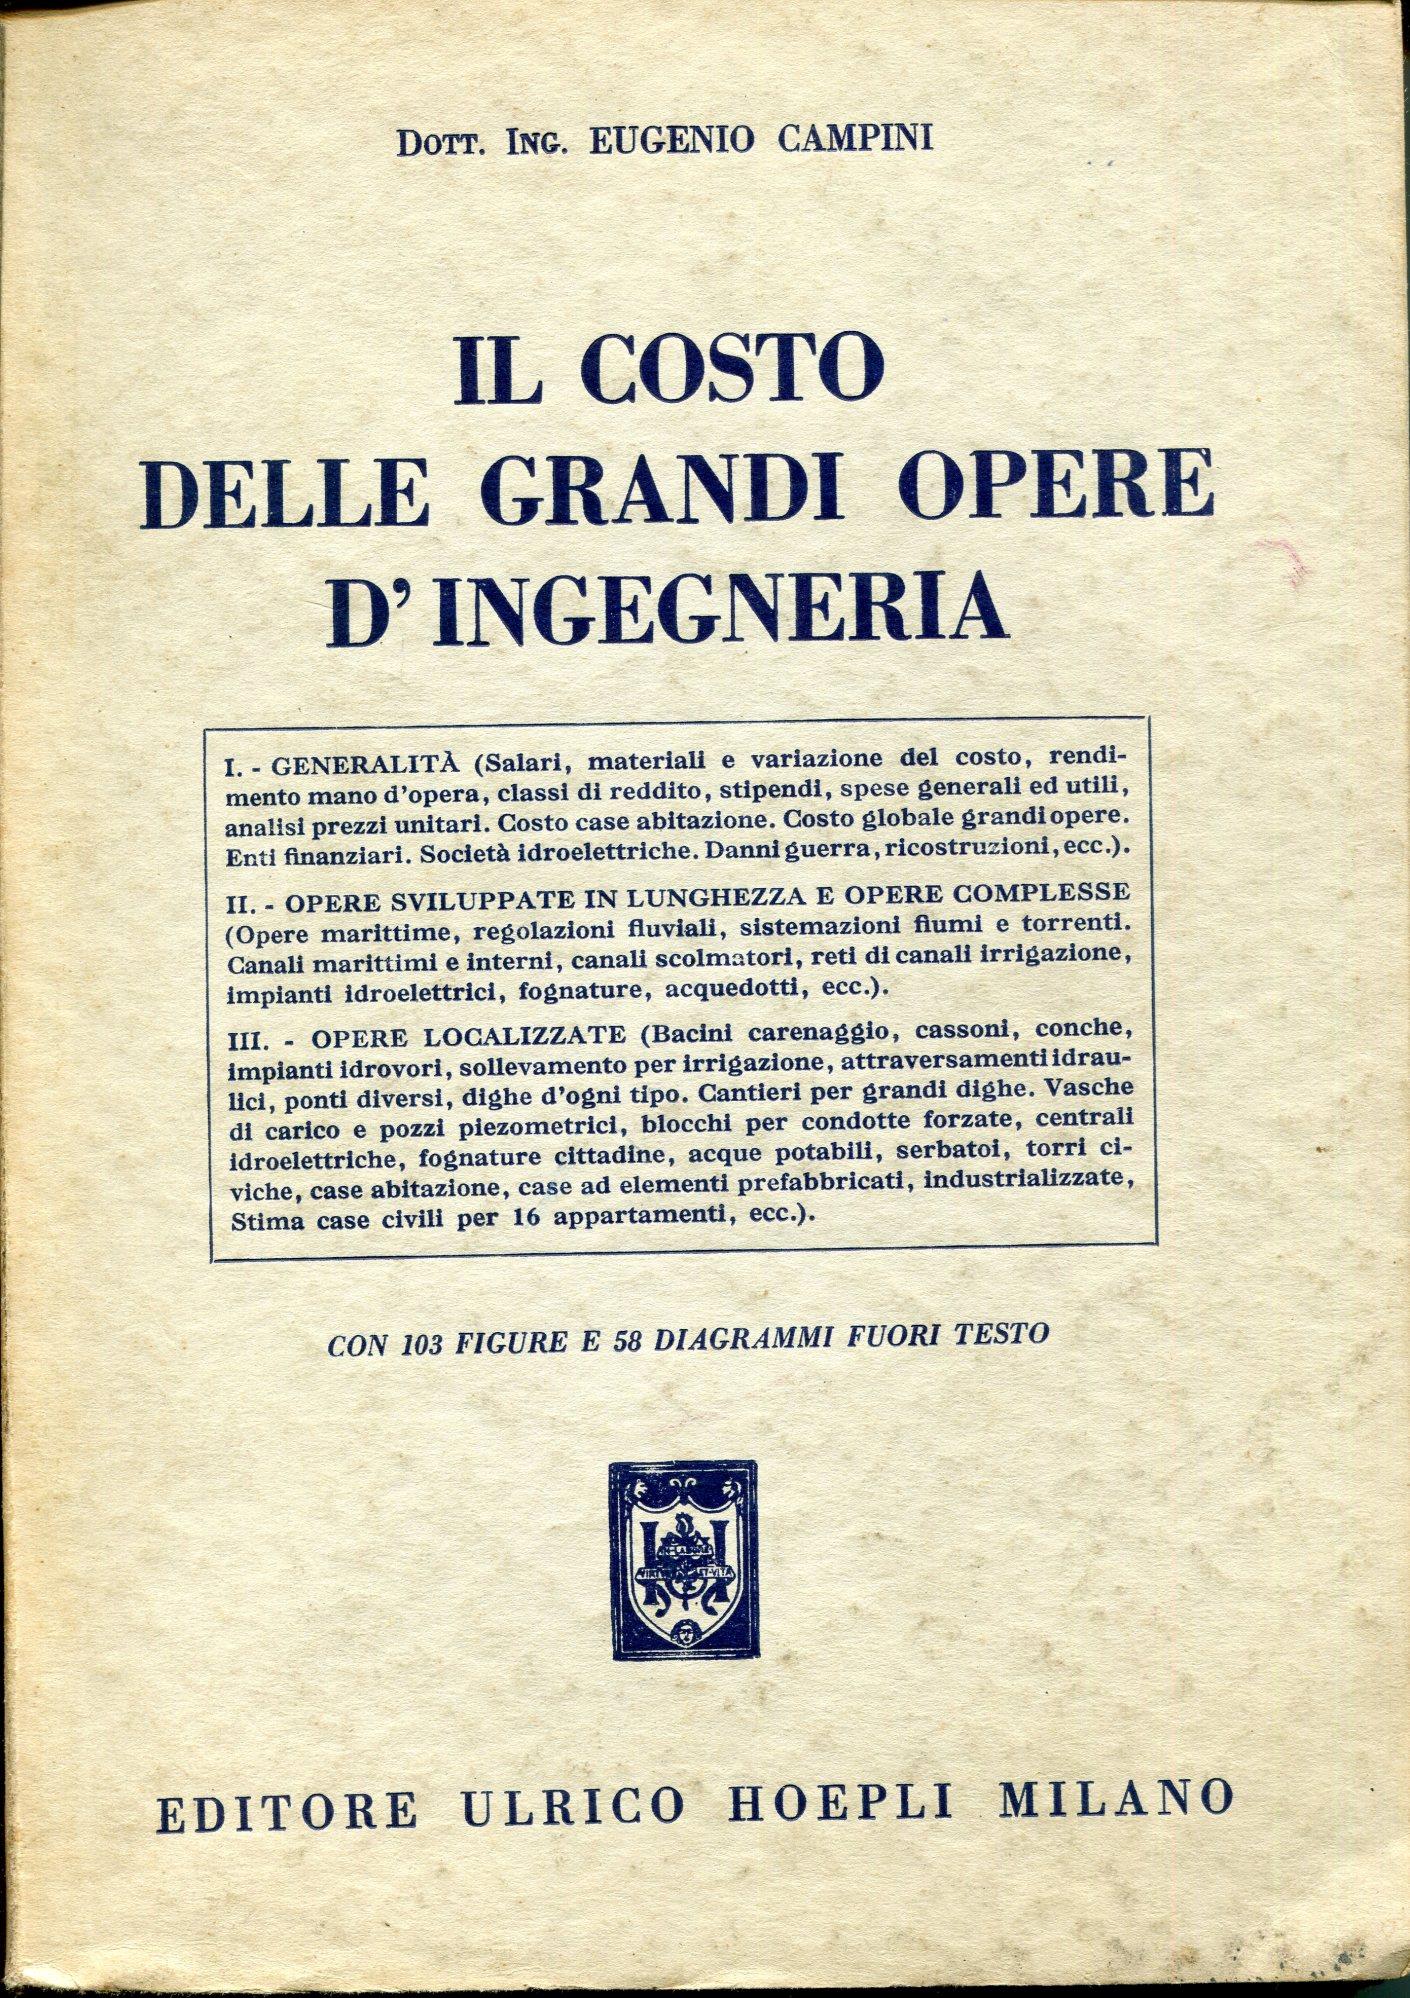 DOTT. ING. EUGENIO CAMPINI
IL COSTO
DELLE GRANDI OPERE
D'INGEGNERIA
I. - GENERALITÀ (Salari, materiali e variazione del costo, rendi-
mento mano d'opera, classi di reddito, stipendi, spese generali ed utili,
analisi prezzi unitari. Costo case abitazione. Costo globale grandi opere.
Enti finanziari. Società idroelettriche. Danni guerra, ricostruzioni, ecc.).
II. - OPERE SVILUPPATE IN LUNGHEZZA E OPERE COMPLESSE
(Opere marittime, regolazioni fluviali, sistemazioni fiumi e torrenti.
Canali marittimi e interni, canali scolmatori, reti di canali irrigazione,
impianti idroelettrici, fognature, acquedotti, ecc.).
III. - OPERE LOCALIZZATE (Bacini carenaggio, cassoni, conche,
impianti idrovori, sollevamento per irrigazione, attraversamenti idrau-
lici, ponti diversi, dighe d'ogni tipo. Cantieri per grandi dighe. Vasche
di carico e pozzi piezometrici, blocchi per condotte forzate, centrali
idroelettriche, fognature cittadine, acque potabili, serbatoi, torri ci-
viche, case abitazione, case ad elementi prefabbricati, industrializzate,
Stima case civili per 16 appartamenti, ecc.).
CON 103 FIGURE E 58 DIAGRAMMI FUORI TESTO
IN LABORE
VIRTUS ET VITA
EDITORE ULRICO HOEPLI MILANO